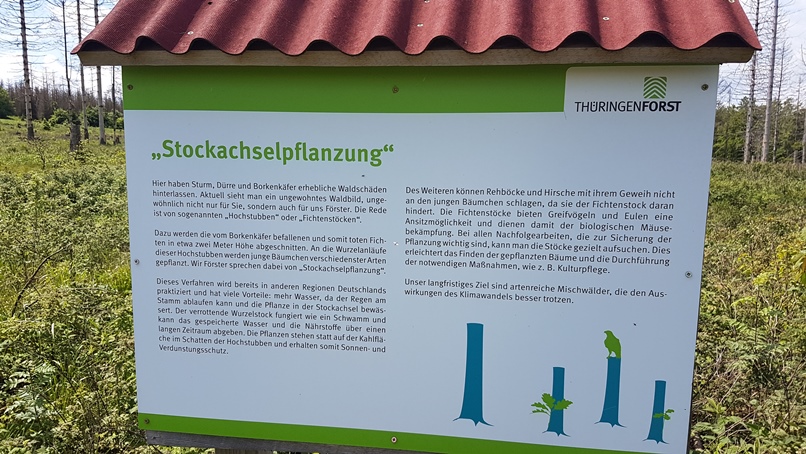 THÜRINGENFORST
„Stockachselpflanzung“
Hier haben Sturm, Dürre und Borkenkäfer erhebliche Waldschäden
hinterlassen. Aktuell sieht man ein ungewohntes Waldbild, unge-
wöhnlich nicht nur für Sie, sondern auch für uns Förster. Die Rede
ist von sogenannten „Hochstubben“ oder „Fichtenstöcken“.
Dazu werden die vom Borkenkäfer befallenen und somit toten Fich-
ten in etwa zwei Meter Höhe abgeschnitten. An die Wurzelanläufe
dieser Hochstubben werden junge Bäumchen verschiedenster Arten
gepflanzt. Wir Förster sprechen dabei von „Stockachselpflanzung“.
Dieses Verfahren wird bereits in anderen Regionen Deutschlands
praktiziert und hat viele Vorteile: mehr Wasser, da der Regen am
Stamm ablaufen kann und die Pflanze in der Stockachsel bewäs-
sert. Der verrottende Wurzelstock fungiert wie ein Schwamm und
kann das gespeicherte Wasser und die Nährstoffe über einen
langen Zeitraum abgeben. Die Pflanzen stehen statt auf der Kahlflä-
che im Schatten der Hochstubben und erhalten somit Sonnen- und
Verdunstungsschutz.
Des Weiteren können Rehböcke und Hirsche mit ihrem Geweih nicht
an den jungen Bäumchen schlagen, da sie der Fichtenstock daran
hindert. Die Fichtenstöcke bieten Greifvögeln und Eulen eine
Ansitzmöglichkeit und dienen damit der biologischen Mäuse-
bekämpfung. Bei allen Nachfolgearbeiten, die zur Sicherung der
Pflanzung wichtig sind, kann man die Stöcke gezielt aufsuchen. Dies
erleichtert das Finden der gepflanzten Bäume und die Durchführung
der notwendigen Maßnahmen, wie z. B. Kulturpflege.
Unser langfristiges Ziel sind artenreiche Mischwälder, die den Aus-
wirkungen des Klimawandels besser trotzen.